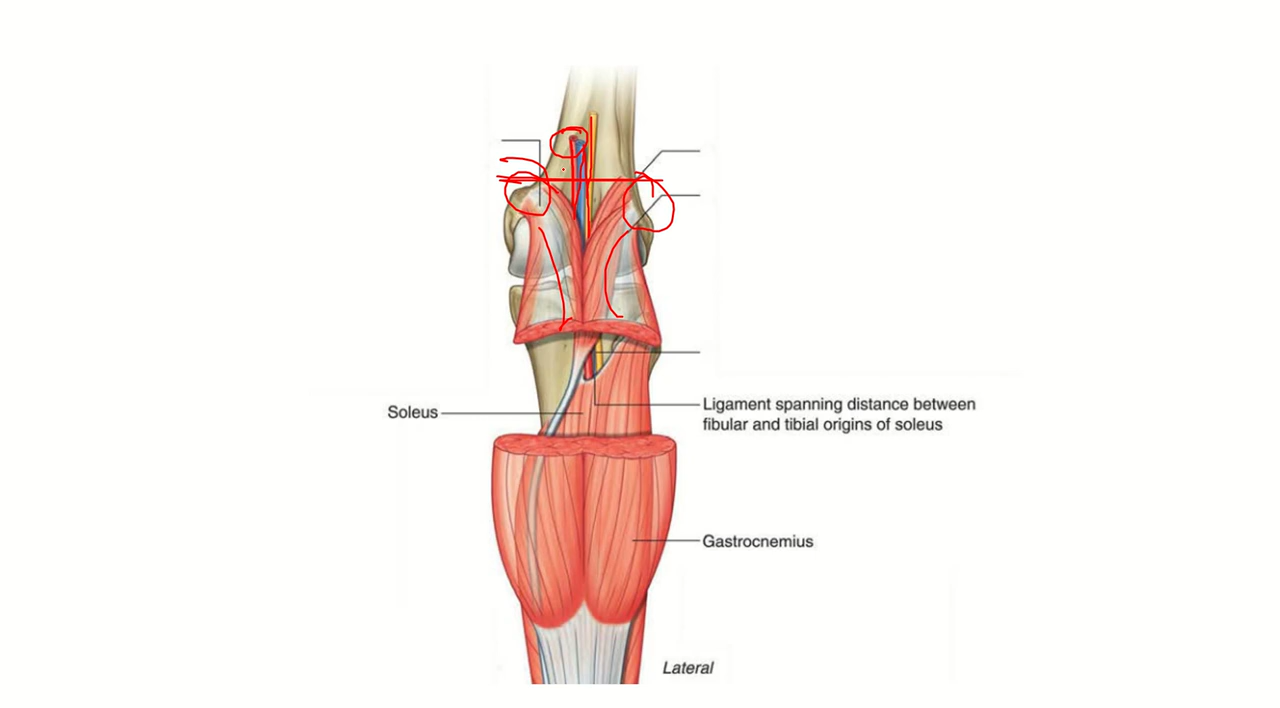 Soleus
Ligament spanning distance between
fibular and tibial origins of soleus
Gastrocnemius
Lateral